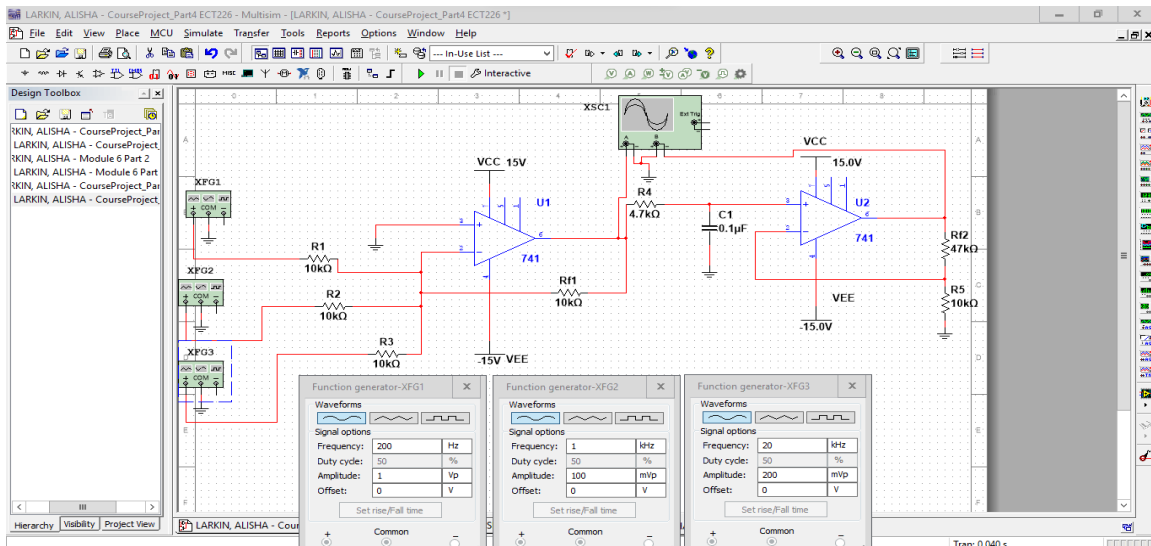 LARKIN, ALISHA - CourseProject_Part4 ECT226 - Multisim - [LARKIN, ALISHA - CourseProject_Part4 ECT226 *]
File Edit View Place MCU Simulate Transfer Tools Reports Options Window Help
--- In-Use List ---
Interactive
Design Toolbox
RKIN, ALISHA - CourseProject_Par
LARKIN, ALISHA - CourseProject_
RKIN, ALISHA - Module 6 Part 2
LARKIN, ALISHA - Module 6 Part
RKIN, ALISHA - CourseProject_Par
LARKIN, ALISHA - CourseProject_
Hierarchy Visibility Project View
XSC1
Ext Trig
A B
VCC 15V
VCC
15.0V
XFG1
COM
U1
741
R4
4.7kΩ
C1
0.1µF
U2
741
Rf2
47kΩ
R1
10kΩ
XFG2
COM
R2
10kΩ
Rf1
10kΩ
VEE
-15.0V
R5
10kΩ
XFG3
COM
R3
10kΩ
-15V VEE
Function generator-XFG1
Waveforms
Signal options
Frequency: 200 Hz
Duty cycle: 50 %
Amplitude: 1 Vp
Offset: 0 V
Set rise/Fall time
+ Common -
Function generator-XFG2
Waveforms
Signal options
Frequency: 1 kHz
Duty cycle: 50 %
Amplitude: 100 mVp
Offset: 0 V
Set rise/Fall time
+ Common -
Function generator-XFG3
Waveforms
Signal options
Frequency: 20 kHz
Duty cycle: 50 %
Amplitude: 200 mVp
Offset: 0 V
Set rise/Fall time
+ Common -
LARKIN, ALISHA - Cour
Tran: 0.040 s